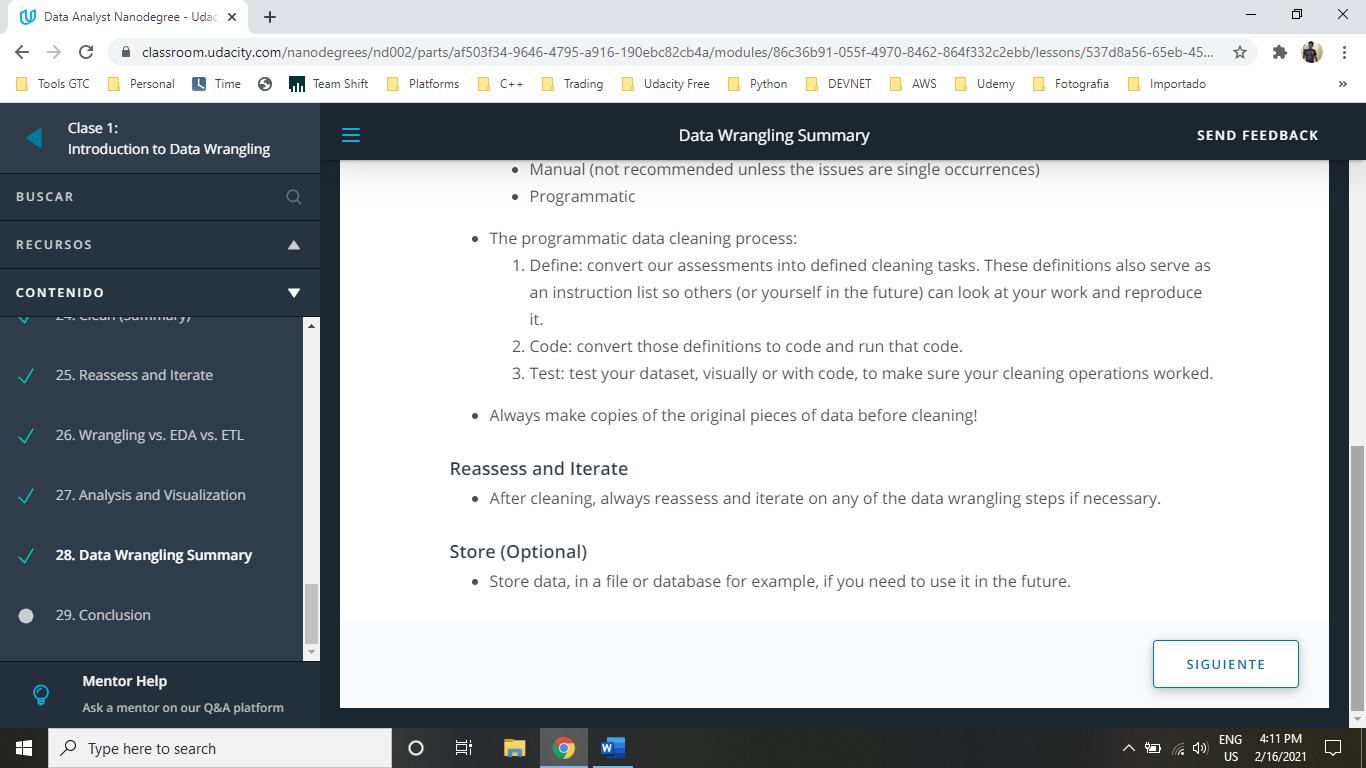 Data Analyst Nanodegree - Udac
classroom.udacity.com/nanodegrees/nd002/parts/af503f34-9646-4795-a916-190ebc82cb4a/modules/86c36b91-055f-4970-8462-864f332c2ebb/lessons/537d8a56-65eb-45...
Tools GTC Personal Time Team Shift Platforms C++ Trading Udacity Free Python DEVNET AWS Udemy Fotografia Importado »
Clase 1:
Introduction to Data Wrangling
Data Wrangling Summary
SEND FEEDBACK
BUSCAR
RECURSOS
CONTENIDO
24. Clean (Summary)
25. Reassess and Iterate
26. Wrangling vs. EDA vs. ETL
27. Analysis and Visualization
28. Data Wrangling Summary
29. Conclusion
Mentor Help
Ask a mentor on our Q&A platform
• Manual (not recommended unless the issues are single occurrences)
• Programmatic
• The programmatic data cleaning process:
1. Define: convert our assessments into defined cleaning tasks. These definitions also serve as
an instruction list so others (or yourself in the future) can look at your work and reproduce
it.
2. Code: convert those definitions to code and run that code.
3. Test: test your dataset, visually or with code, to make sure your cleaning operations worked.
• Always make copies of the original pieces of data before cleaning!
Reassess and Iterate
• After cleaning, always reassess and iterate on any of the data wrangling steps if necessary.
Store (Optional)
• Store data, in a file or database for example, if you need to use it in the future.
SIGUIENTE
Type here to search
W
ENG
US
4:11 PM
2/16/2021